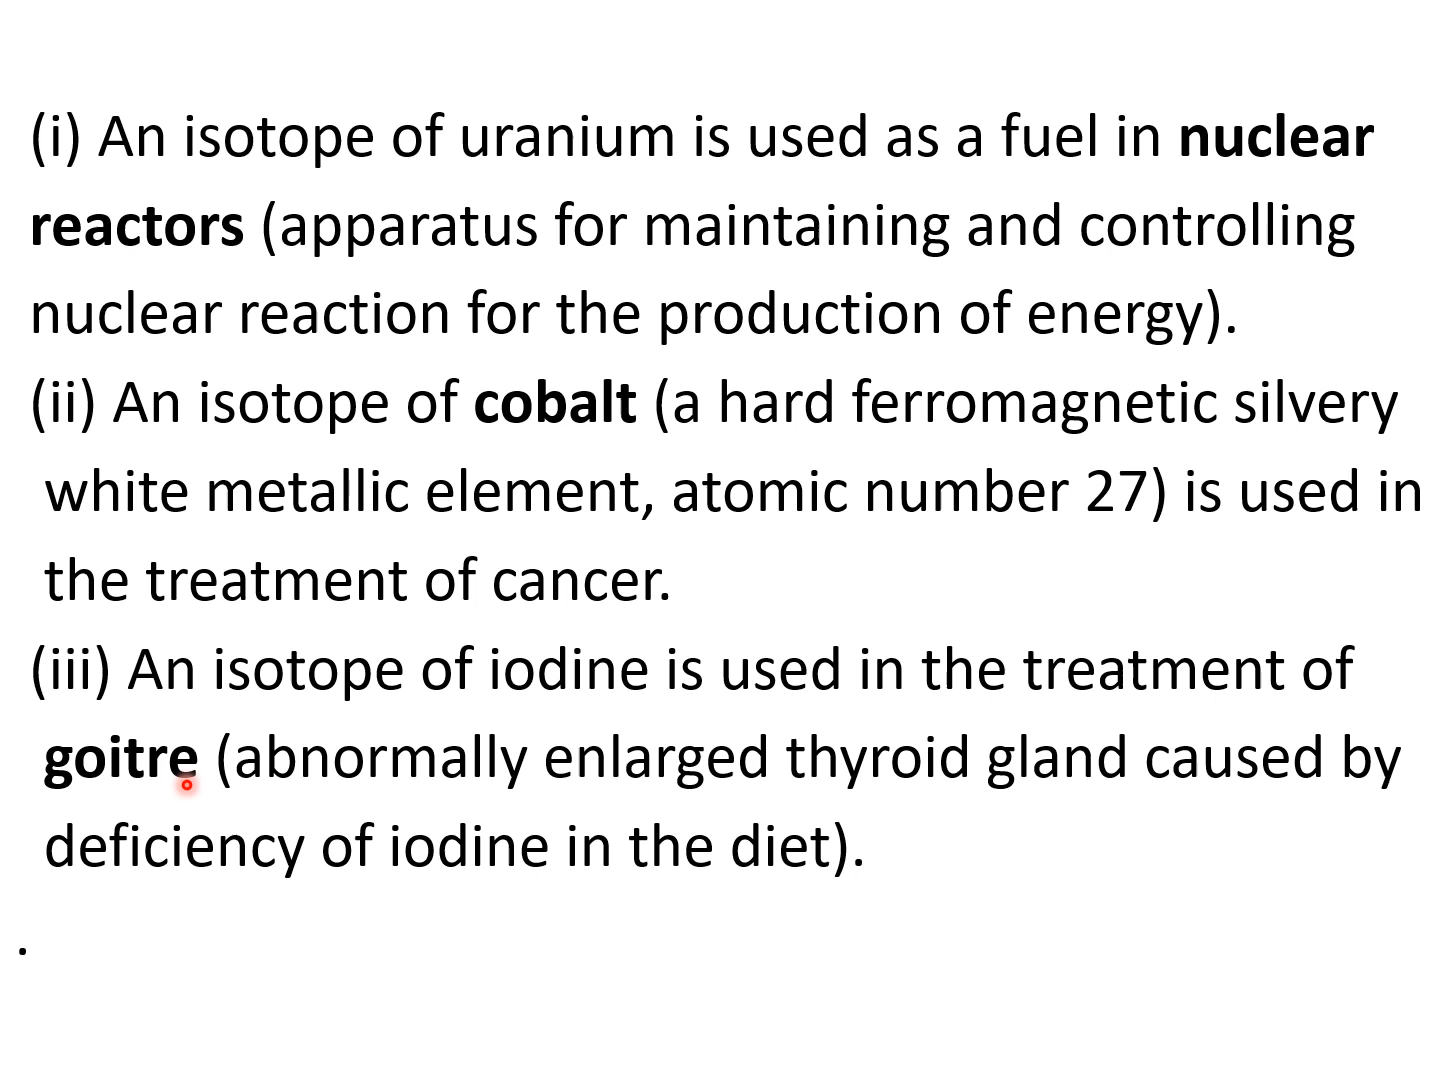 (i) An isotope of uranium is used as a fuel in nuclear
reactors (apparatus for maintaining and controlling
nuclear reaction for the production of energy).
(ii) An isotope of cobalt (a hard ferromagnetic silvery
white metallic element, atomic number 27) is used in
the treatment of cancer.
(iii) An isotope of iodine is used in the treatment of
goitre (abnormally enlarged thyroid gland caused by
deficiency of iodine in the diet).
.